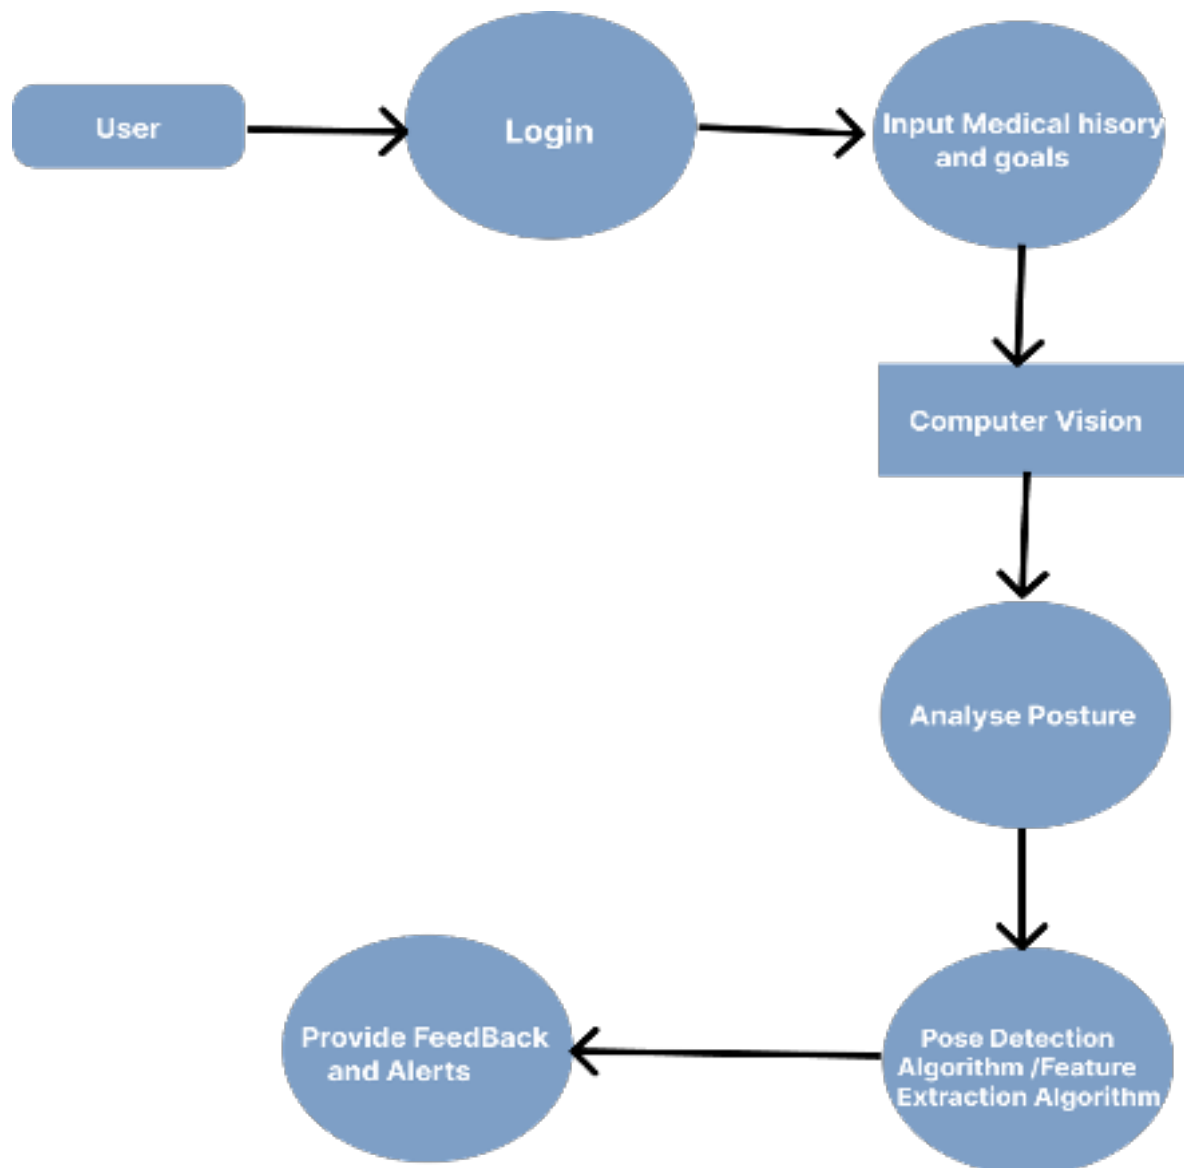 User
Login
Input Medical hisory
and goals
Computer Vision
Analyse Posture
Pose Detection
Algorithm /Feature
Extraction Algorithm
Provide FeedBack
and Alerts